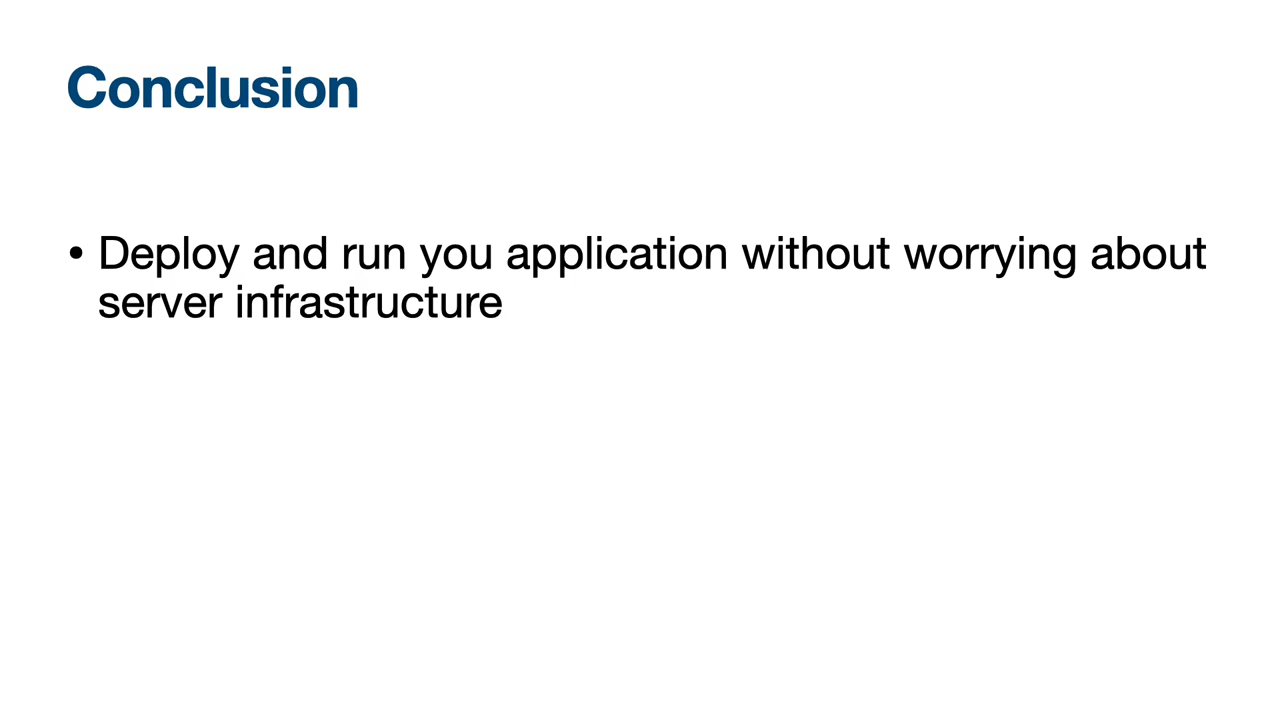 Conclusion
• Deploy and run you application without worrying about
server infrastructure